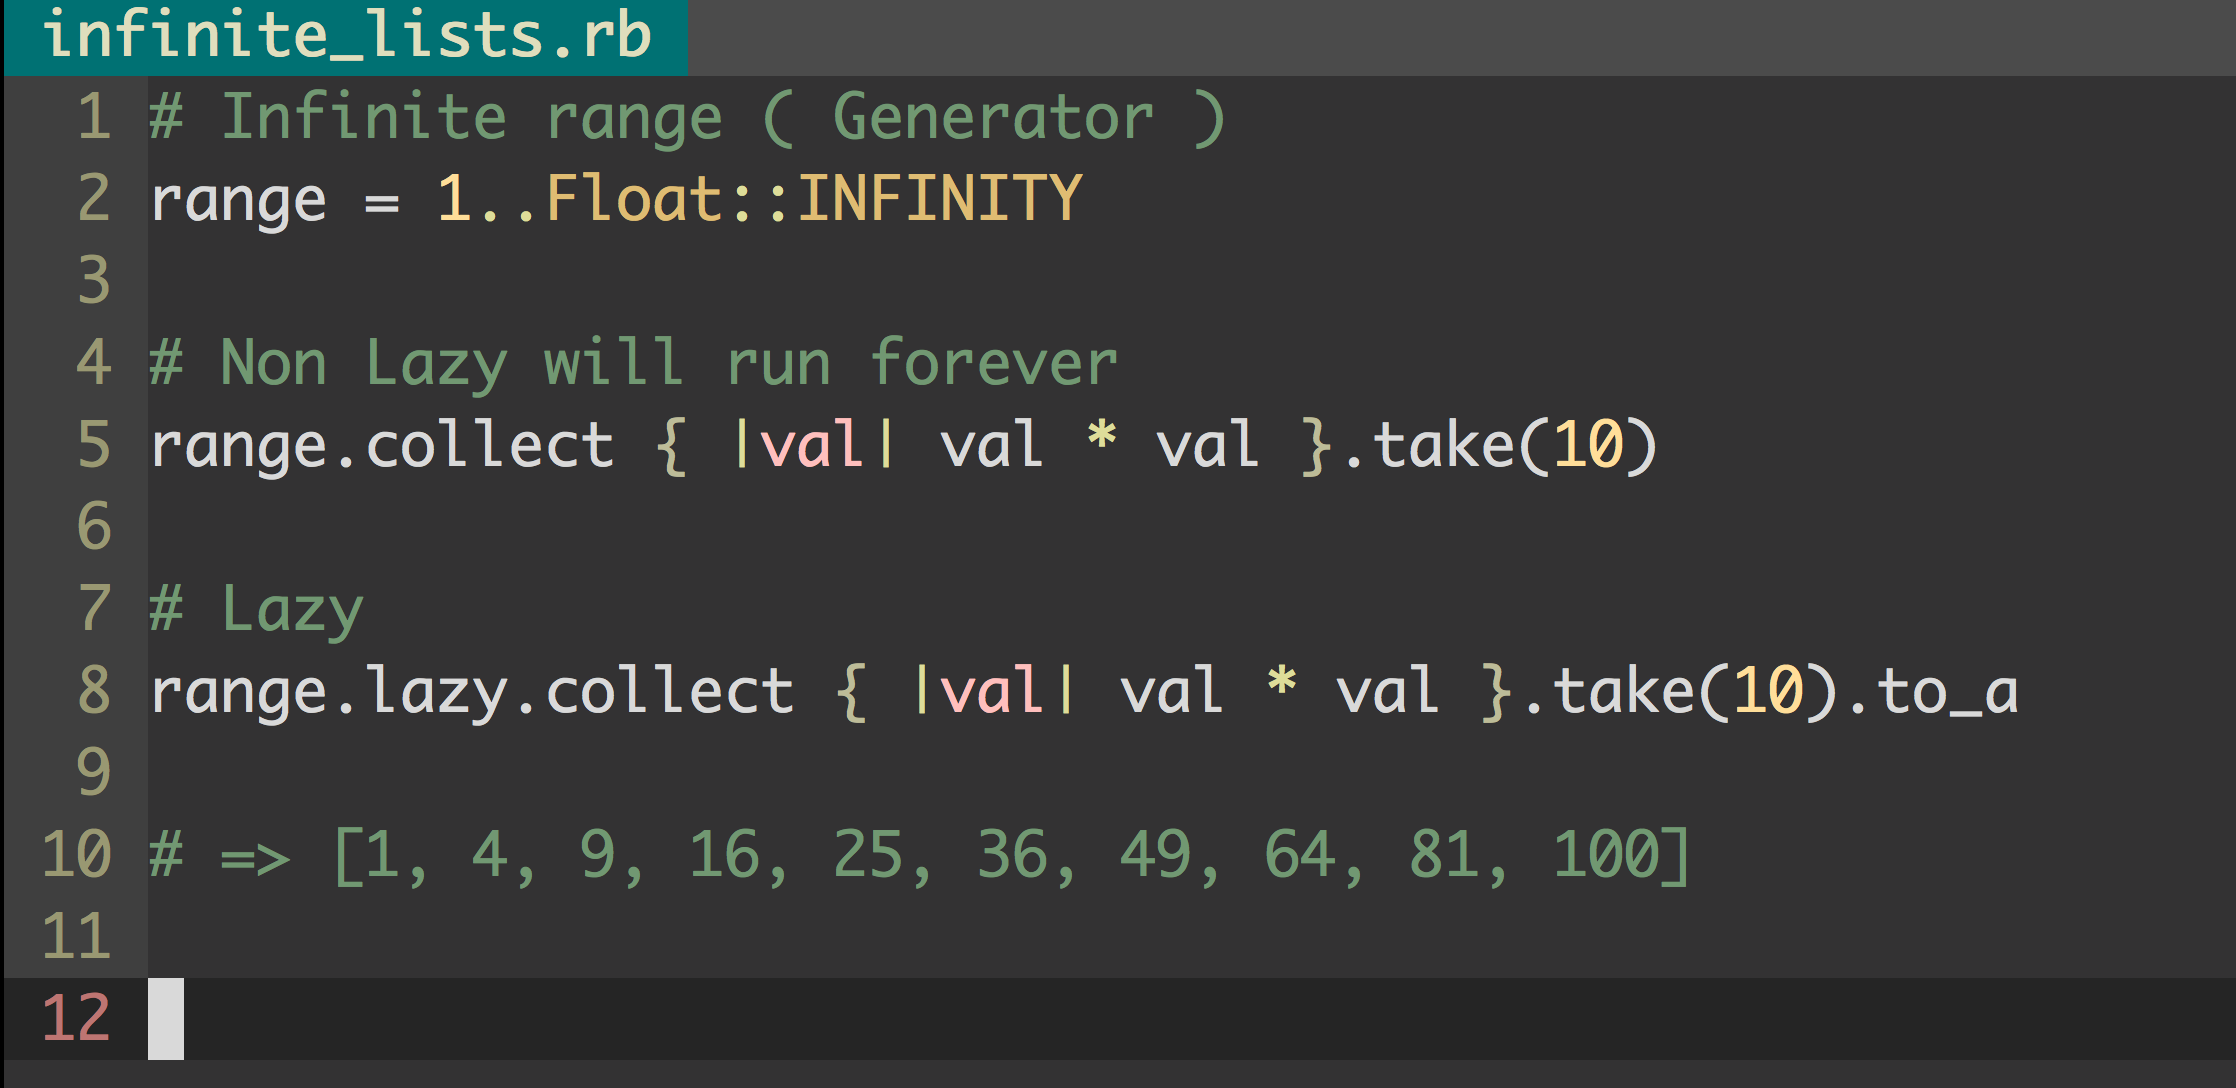 infinite_lists.rb
1 # Infinite range ( Generator )
2 range = 1..Float::INFINITY
3
4 # Non Lazy will run forever
5 range.collect { |val| val * val }.take(10)
6
7 # Lazy
8 range.lazy.collect { |val| val * val }.take(10).to_a
9
10 # => [1, 4, 9, 16, 25, 36, 49, 64, 81, 100]
11
12